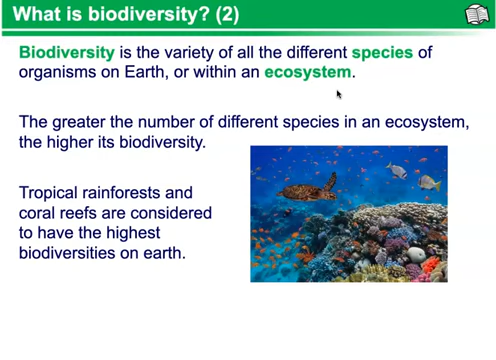 What is biodiversity? (2)
Biodiversity is the variety of all the different species of
organisms on Earth, or within an ecosystem.
The greater the number of different species in an ecosystem,
the higher its biodiversity.
Tropical rainforests and
coral reefs are considered
to have the highest
biodiversities on earth.